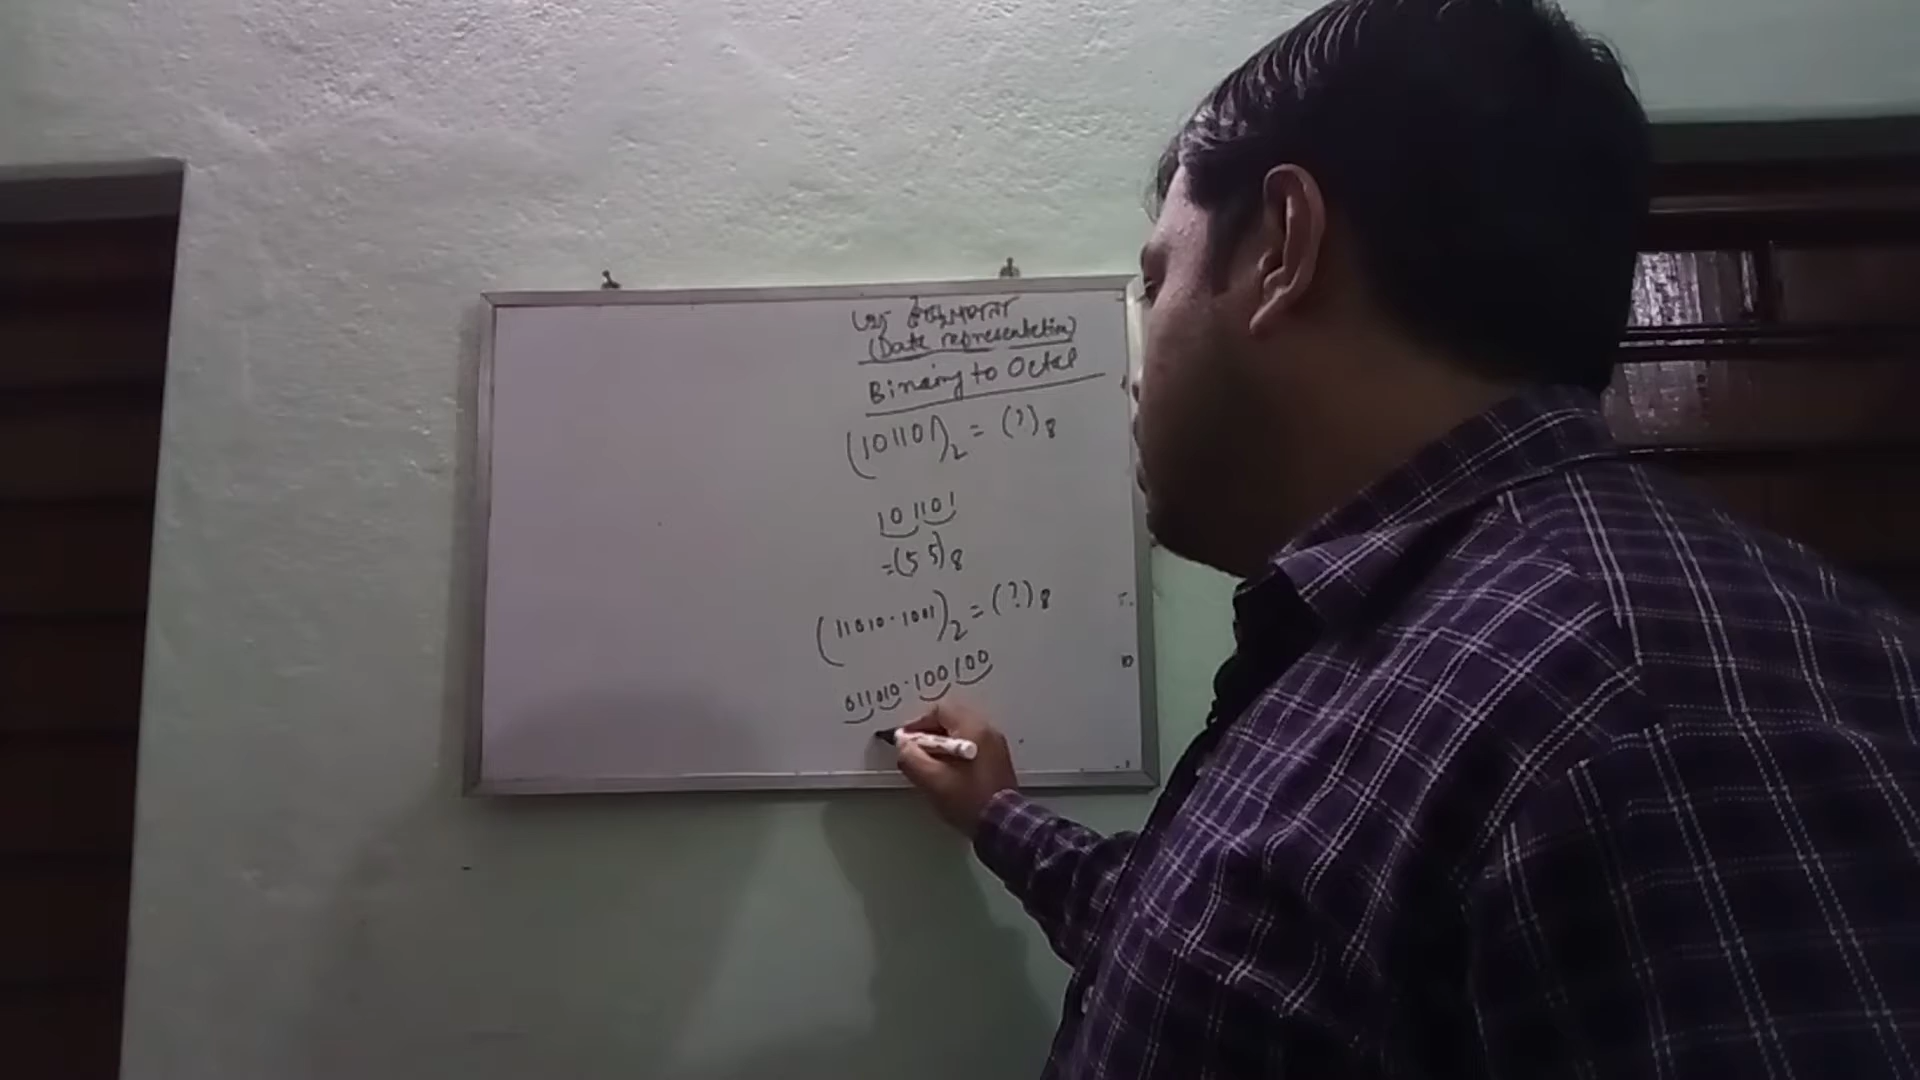 (Data representation)
Binary to Octal
(101101)₂ = (?)₈
101101
=(55)₈
(11010.1001)₂ = (?)₈
011010.100100